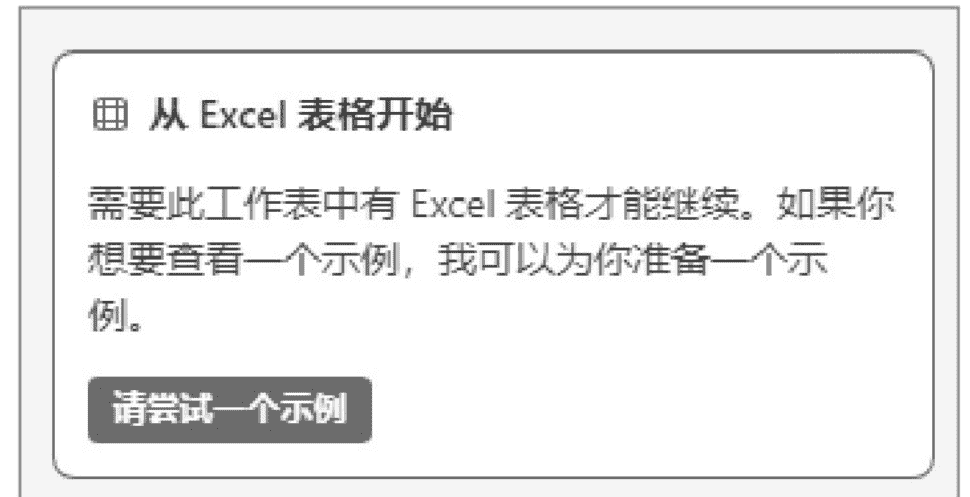 从 Excel 表格开始
需要此工作表中有 Excel 表格才能继续。如果你
想要查看一个示例，我可以为你准备一个示
例。
请尝试一个示例